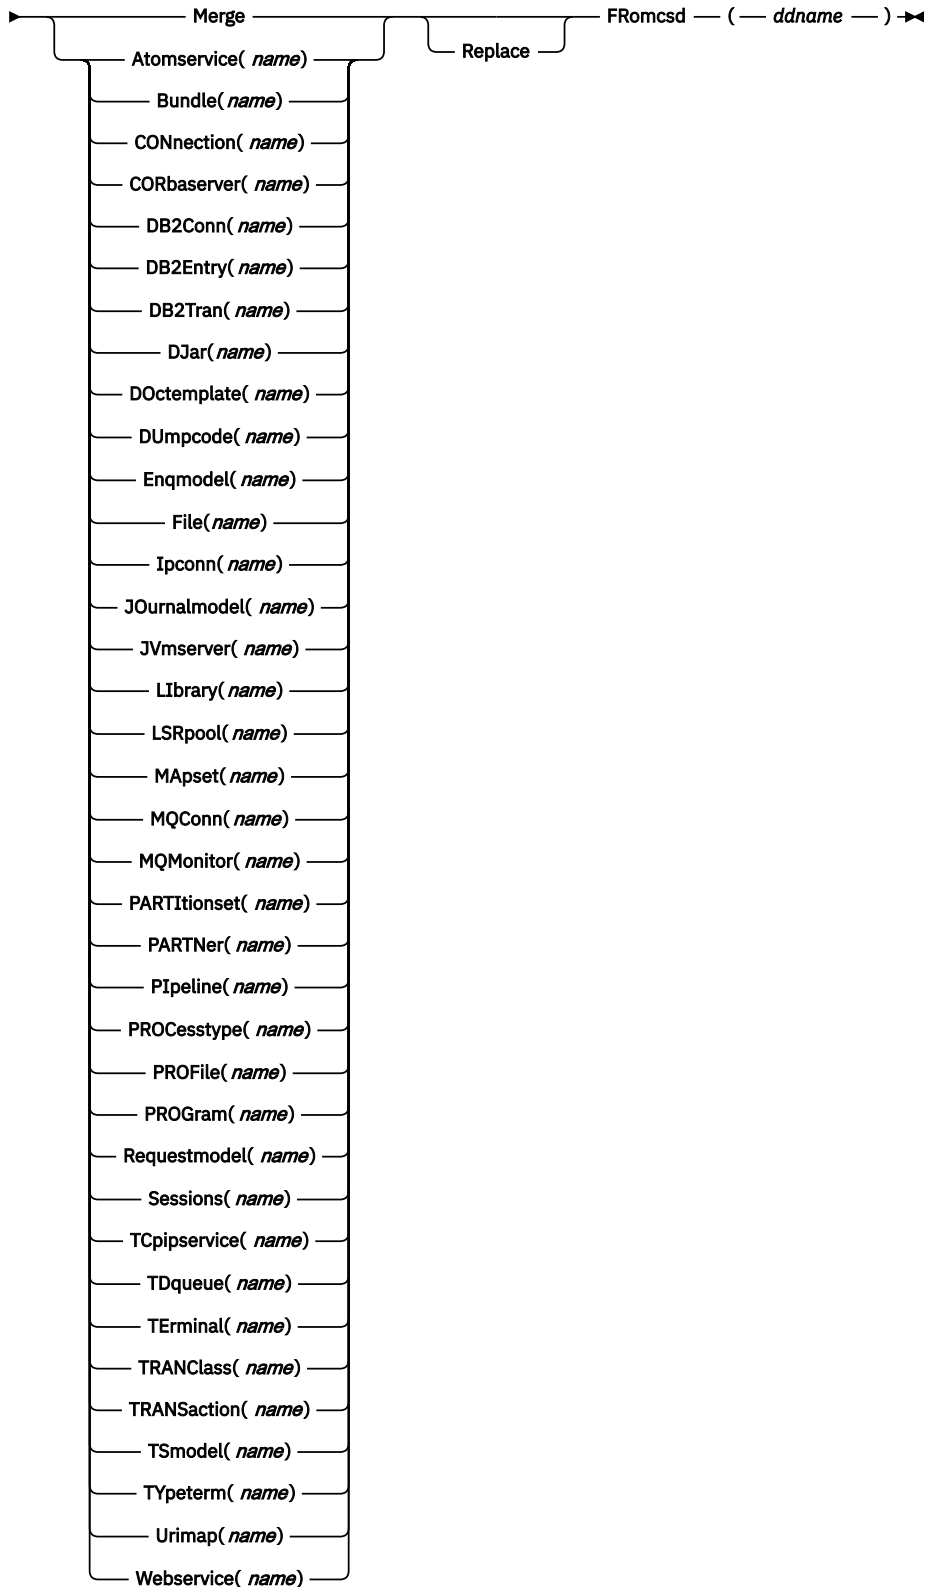 Merge FRomcsd ( ddname )
Replace
Atomservice( name)
Bundle(name)
CONnection( name)
CORbaserver( name)
DB2Conn( name)
DB2Entry( name)
DB2Tran( name)
DJar(name)
DOctemplate( name)
DUmpcode( name)
Enqmodel( name)
File(name)
Ipconn( name)
JOurnalmodel( name)
JVmserver( name)
LIbrary(name)
LSRpool( name)
MApset( name)
MQConn( name)
MQMonitor( name)
PARTItionset( name)
PARTNer( name)
PIpeline( name)
PROCesstype( name)
PROFile( name)
PROGram( name)
Requestmodel( name)
Sessions( name)
TCpipservice( name)
TDqueue( name)
TErminal( name)
TRANClass( name)
TRANSaction( name)
TSmodel( name)
TYpeterm( name)
Urimap(name)
Webservice( name)